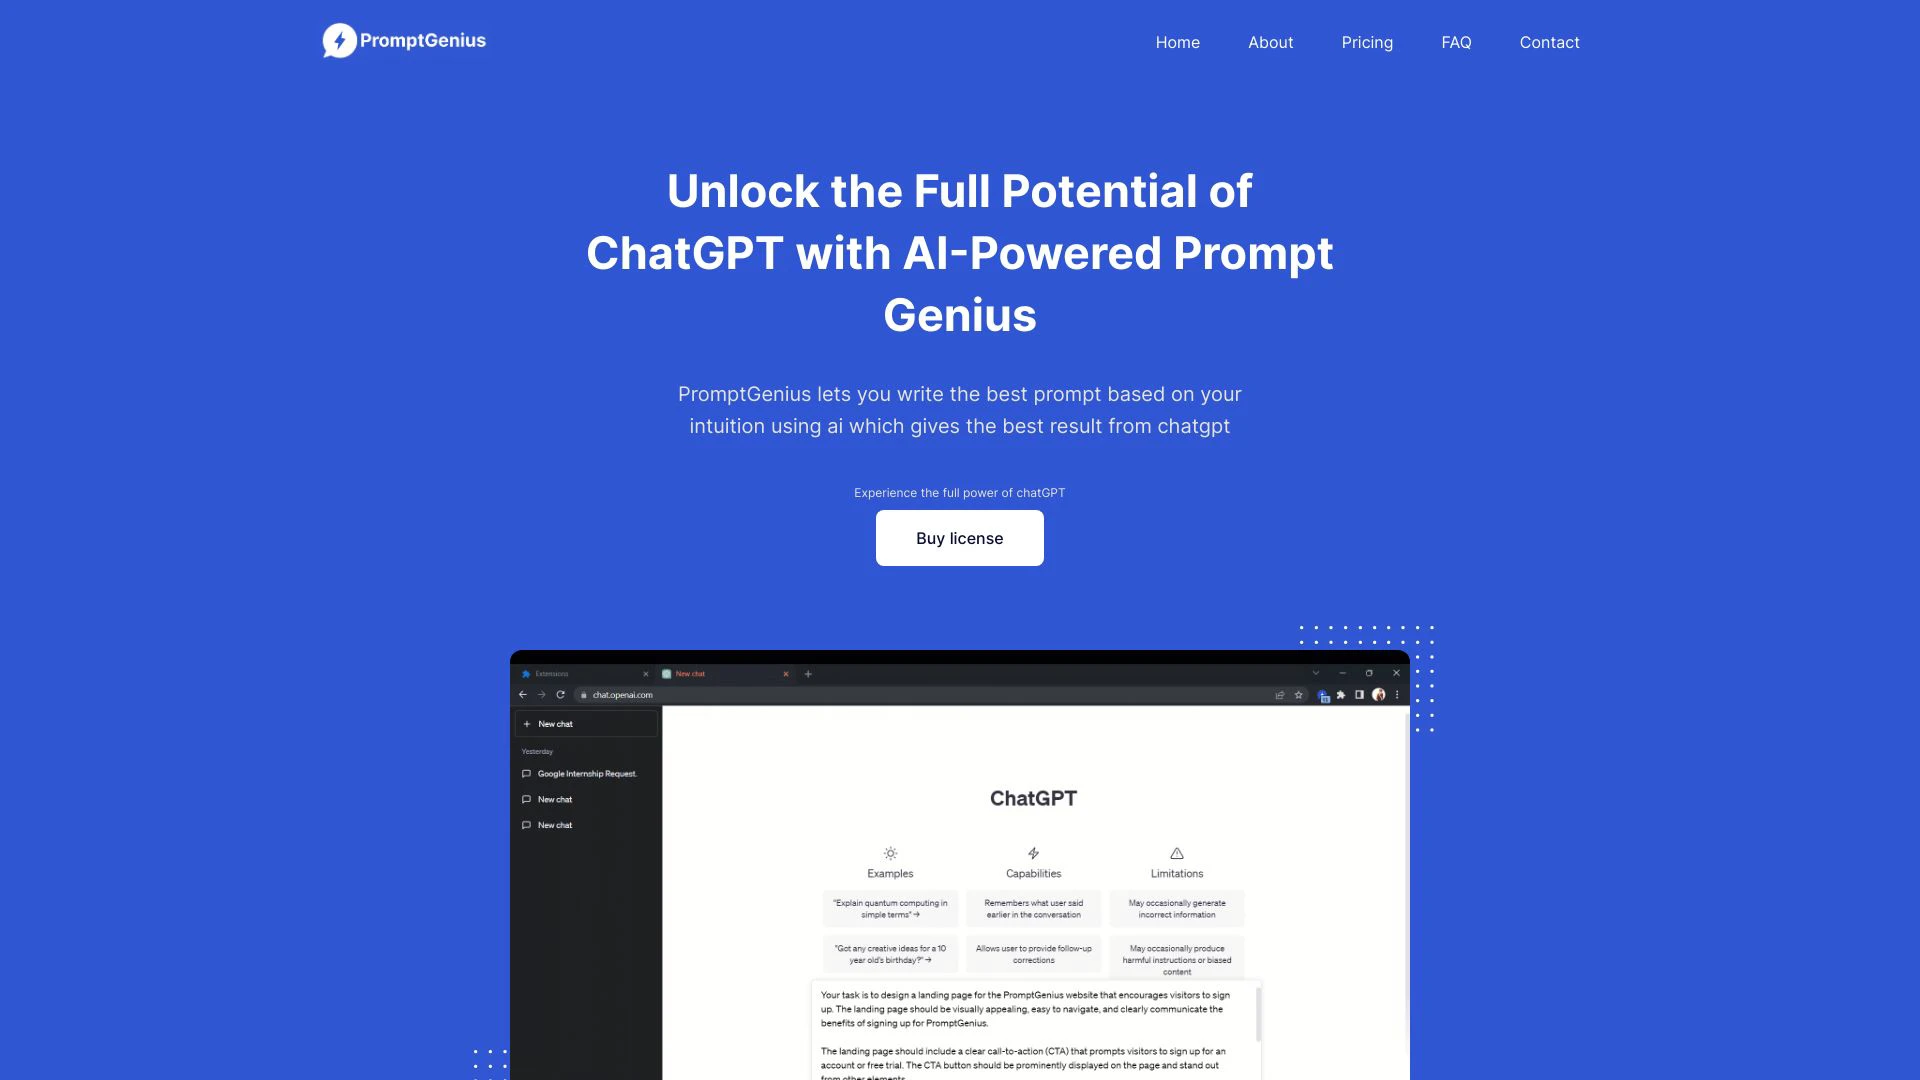 PromptGenius
Home
About
Pricing
FAQ
Contact
Unlock the Full Potential of
ChatGPT with AI-Powered Prompt
Genius
PromptGenius lets you write the best prompt based on your
intuition using ai which gives the best result from chatgpt
Experience the full power of chatGPT
Buy license
Extensions
New chat
chat.openai.com
New chat
Yesterday
Google Internship Request.
New chat
New chat
ChatGPT
Examples
Capabilities
Limitations
"Explain quantum computing in
simple terms" →
Remembers what user said
earlier in the conversation
May occasionally generate
incorrect information
"Got any creative ideas for a 10
year old's birthday?" →
Allows user to provide follow-up
corrections
May occasionally produce
harmful instructions or biased
content
Your task is to design a landing page for the PromptGenius website that encourages visitors to sign
up. The landing page should be visually appealing, easy to navigate, and clearly communicate the
benefits of signing up for PromptGenius.
The landing page should include a clear call-to-action (CTA) that prompts visitors to sign up for an
account or free trial. The CTA button should be prominently displayed on the page and stand out
from other elements.